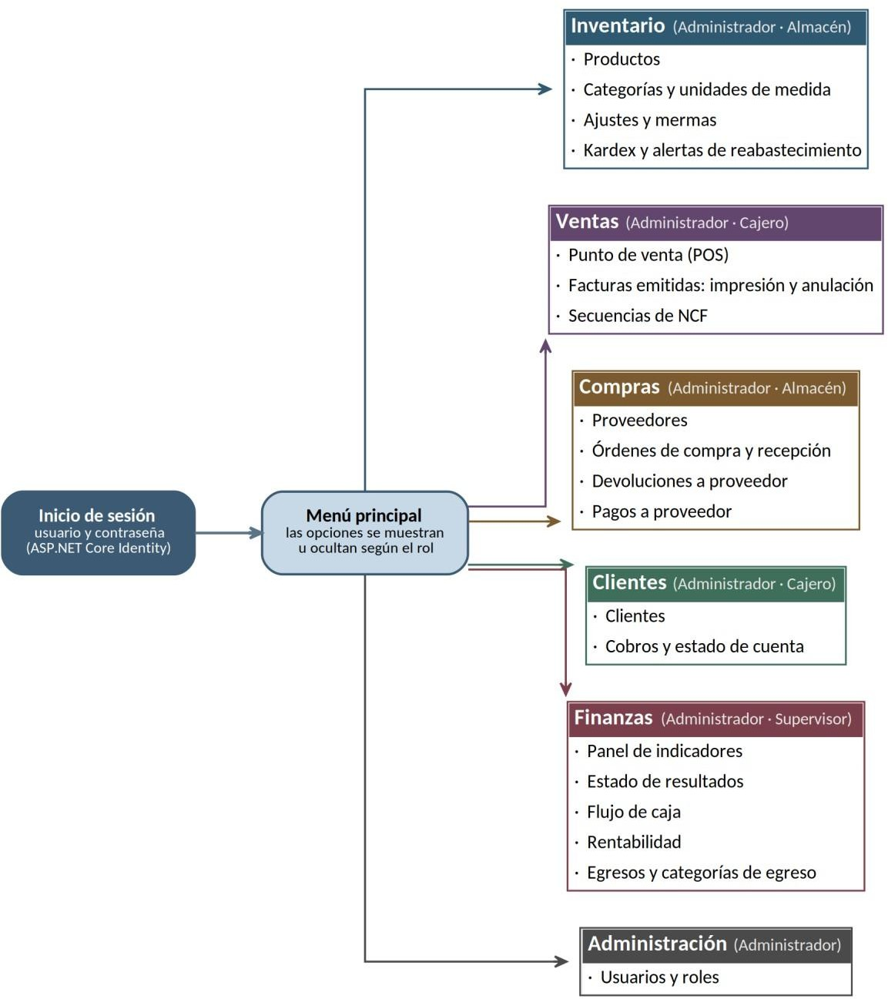 Inventario (Administrador · Almacén)
· Productos
· Categorías y unidades de medida
· Ajustes y mermas
· Kardex y alertas de reabastecimiento
Ventas (Administrador · Cajero)
· Punto de venta (POS)
· Facturas emitidas: impresión y anulación
· Secuencias de NCF
Compras (Administrador · Almacén)
· Proveedores
· Órdenes de compra y recepción
· Devoluciones a proveedor
· Pagos a proveedor
Inicio de sesión
usuario y contraseña
(ASP.NET Core Identity)
Menú principal
las opciones se muestran
u ocultan según el rol
Clientes (Administrador · Cajero)
· Clientes
· Cobros y estado de cuenta
Finanzas (Administrador · Supervisor)
· Panel de indicadores
· Estado de resultados
· Flujo de caja
· Rentabilidad
· Egresos y categorías de egreso
Administración (Administrador)
· Usuarios y roles